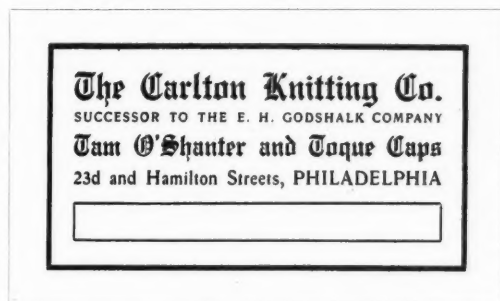 The Carlton Knitting Co.
SUCCESSOR TO THE E. H. GODSHALK COMPANY
Tam O'Shanter and Toque Caps
23d and Hamilton Streets, PHILADELPHIA